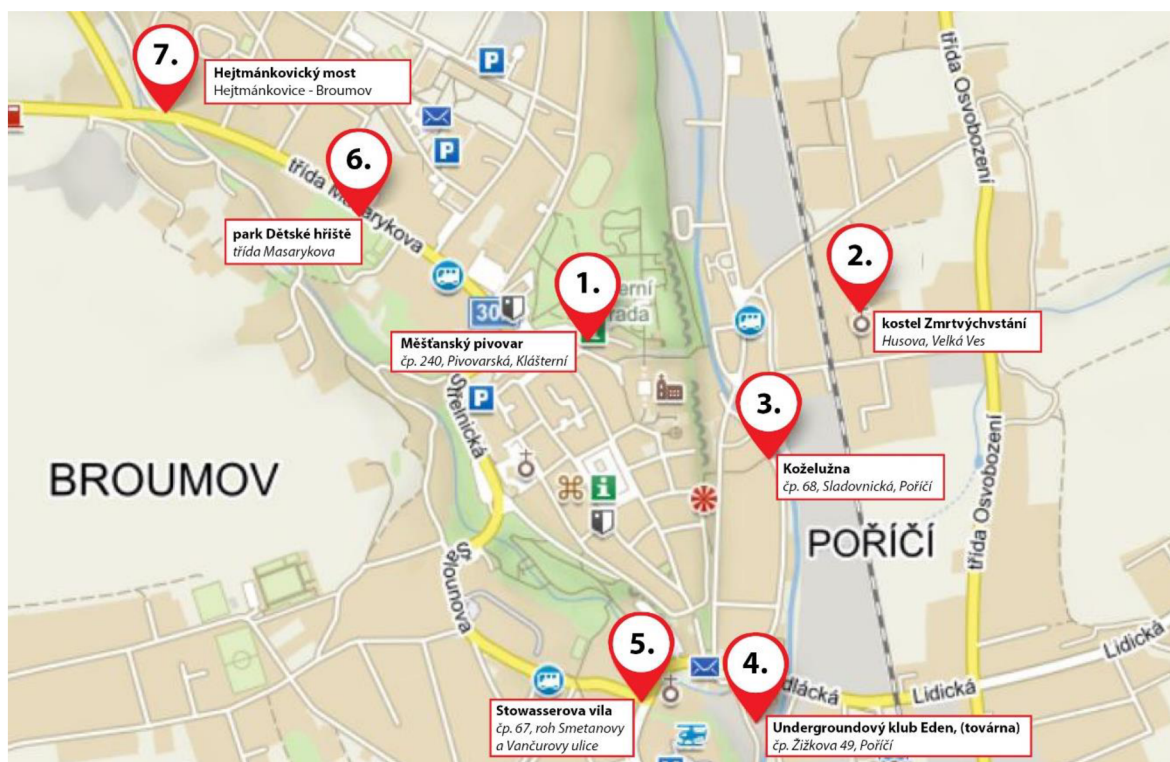 7.
Hejtmánkovický most
Hejtmánkovice - Broumov
třída Osvobození
6.
třída Masarykova
park Dětské hřiště
třída Masarykova
2.
kostel Zmrtvýchvstání
Husova, Velká Ves
1.
30
Měšťanský pivovar
čp. 240, Pivovarská, Klášterní
Střelnická
3.
Koželužna
čp. 68, Sladovnická, Poříčí
BROUMOV
POŘÍČÍ
třída Osvobození
5.
4.
Lidická
Lidická
Stowasserova vila
čp. 67, roh Smetanovy
a Vančurovy ulice
Undergroundový klub Eden, (továrna)
čp. Žižkova 49, Poříčí
P
P
P